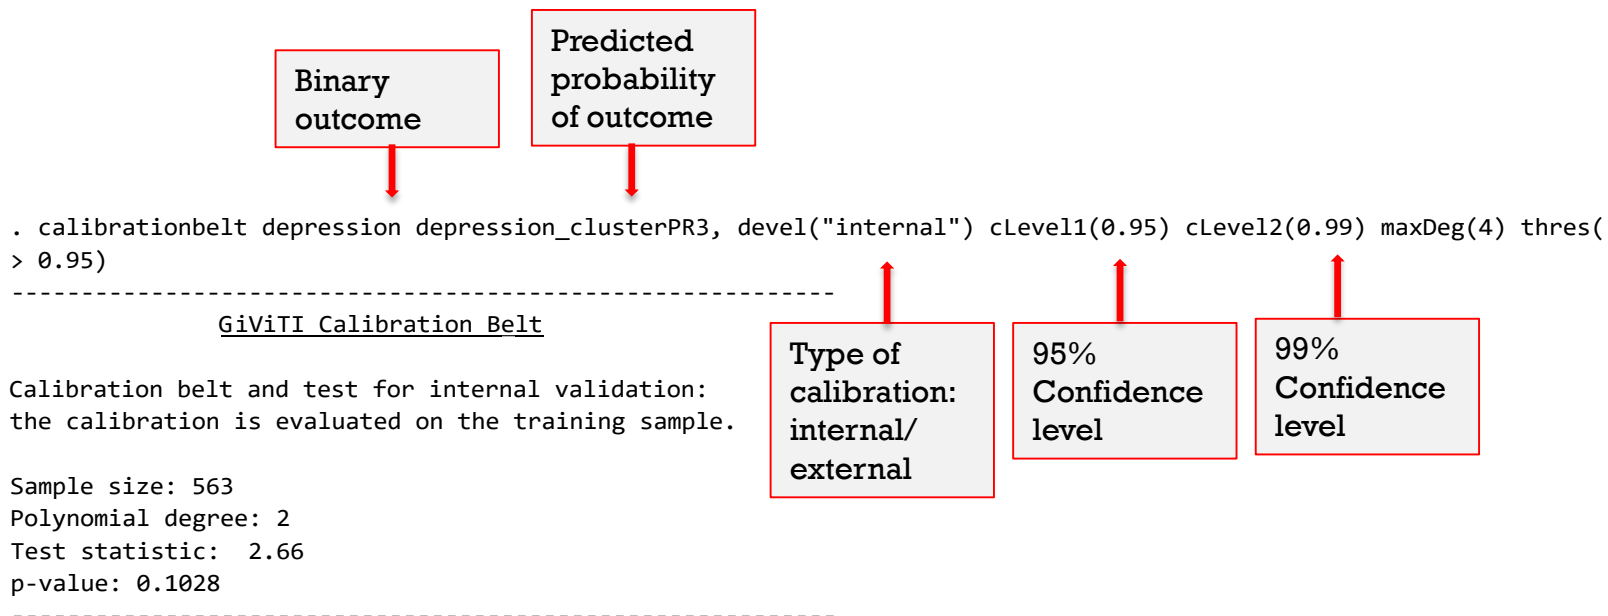 Binary
outcome
Predicted
probability
of outcome
. calibrationbelt depression depression_clusterPR3, devel("internal") cLevel1(0.95) cLevel2(0.99) maxDeg(4) thres(
> 0.95)
-----------------------------------------------------------
GiViTI Calibration Belt
Calibration belt and test for internal validation:
the calibration is evaluated on the training sample.
Sample size: 563
Polynomial degree: 2
Test statistic:  2.66
p-value: 0.1028
-----------------------------------------------------------
Type of
calibration:
internal/
external
95%
Confidence
level
99%
Confidence
level